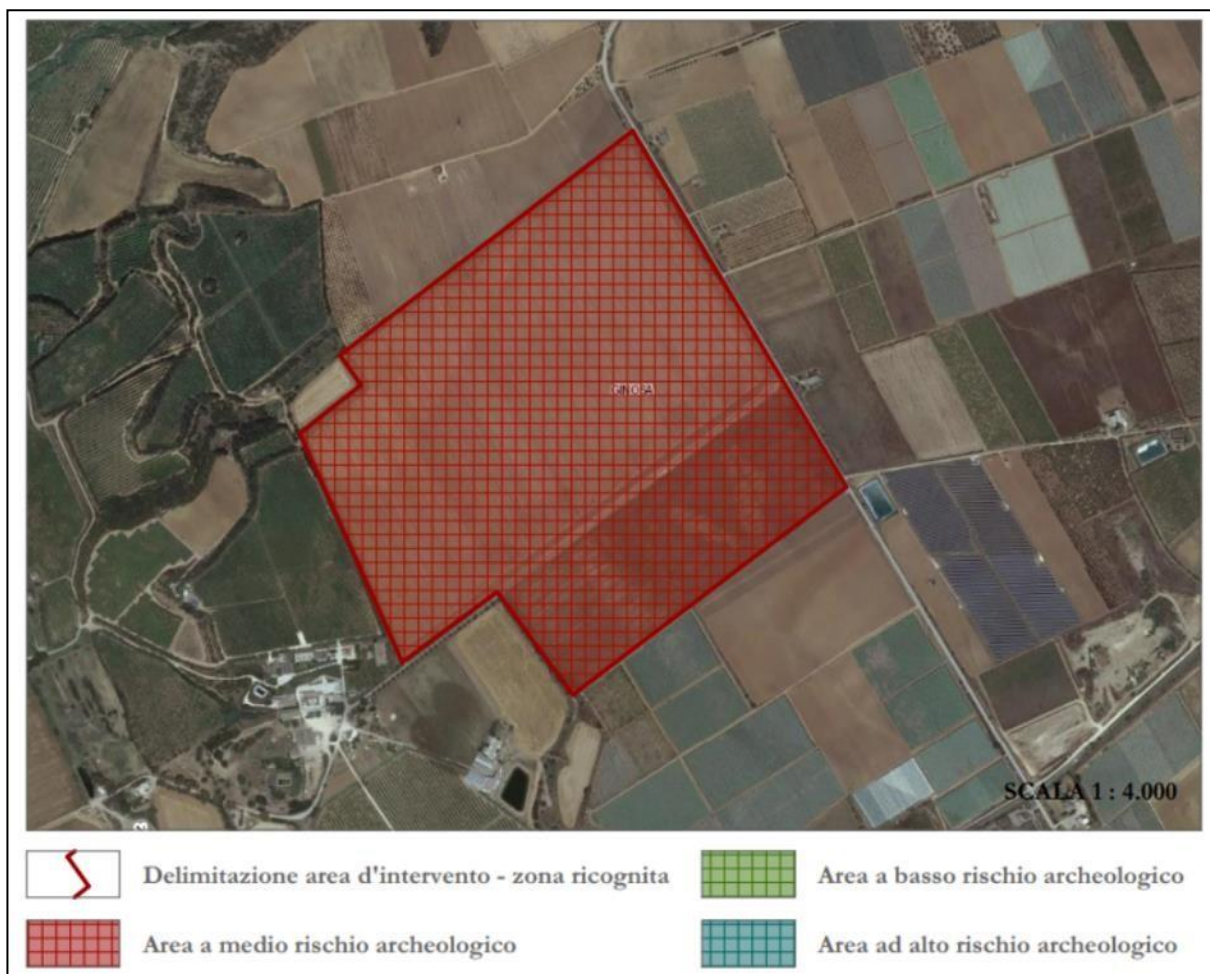 GINOSA
SCALA 1 : 4.000
Delimitazione area d'intervento - zona ricognita
Area a basso rischio archeologico
Area a medio rischio archeologico
Area ad alto rischio archeologico